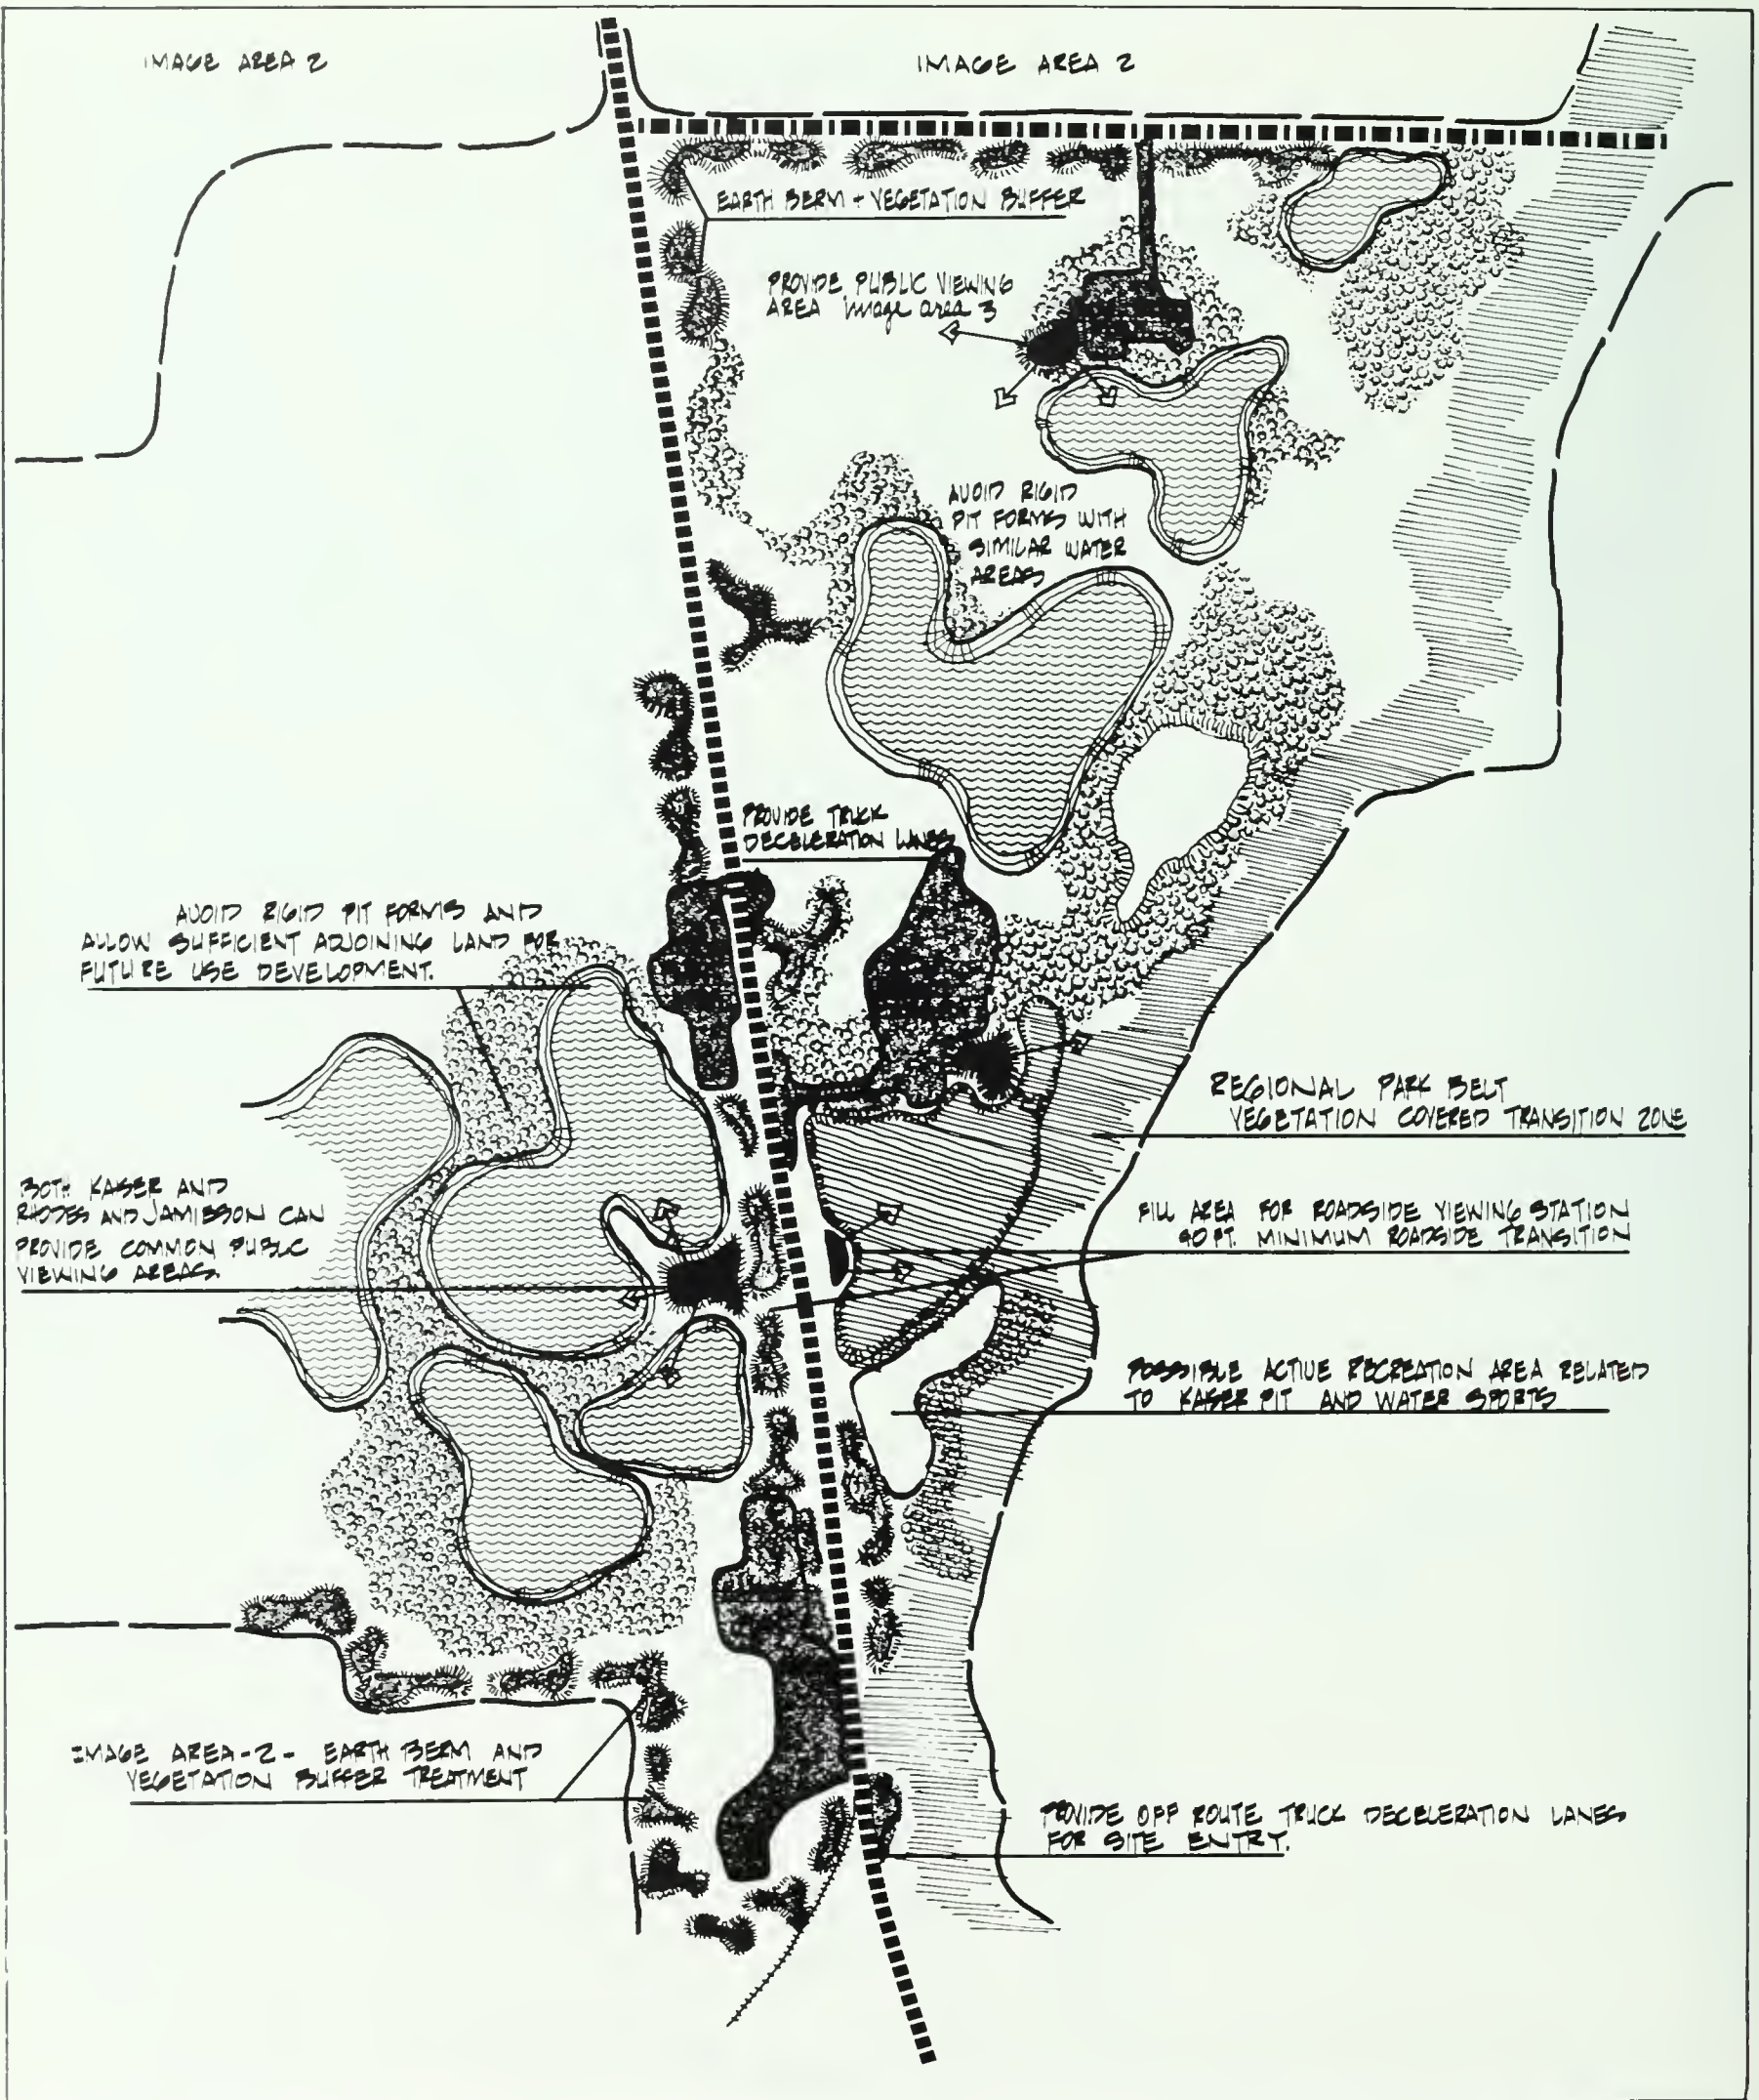 IMAGE AREA 2
IMAGE AREA 2
EARTH BERM + VEGETATION BUFFER
PROVIDE PUBLIC VIEWING
AREA Image area 3
AVOID RIGID
PIT FORMS WITH
SIMILAR WATER
AREAS
PROVIDE TRUCK
DECELERATION LANES
AVOID RIGID PIT FORMS AND
ALLOW SUFFICIENT ADJOINING LAND FOR
FUTURE USE DEVELOPMENT.
REGIONAL PARK BELT
VEGETATION COVERED TRANSITION ZONE
BOTH KAISER AND
RHODES AND JAMIESON CAN
PROVIDE COMMON PUBLIC
VIEWING AREAS.
FILL AREA FOR ROADSIDE VIEWING STATION
40 FT. MINIMUM ROADSIDE TRANSITION
POSSIBLE ACTIVE RECREATION AREA RELATED
TO KAISER PIT AND WATER SPORTS
IMAGE AREA-2- EARTH BERM AND
VEGETATION BUFFER TREATMENT
PROVIDE OFF ROUTE TRUCK DECELERATION LANES
FOR SITE ENTRY.